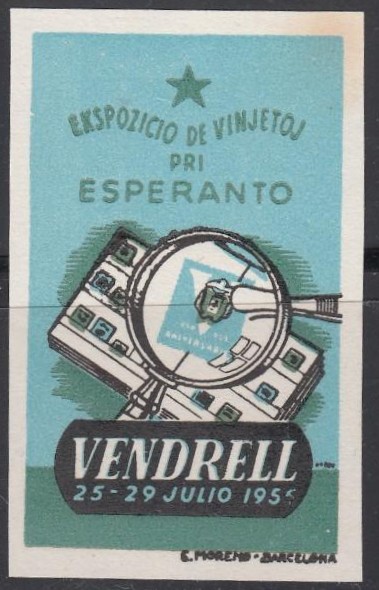 EKSPOZICIO DE VINJETOJ
PRI
ESPERANTO
VENDRELL
25-29 JULIO 195
E. MORENO - BARCELONA